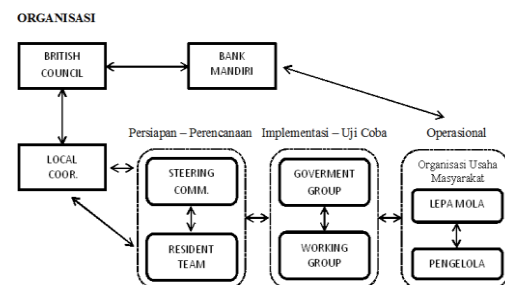 ORGANISASI
BRITISH
COUNCIL
BANK
MANDIRI
Persiapan – Perencanaan
Implementasi – Uji Coba
Operasional
LOCAL
COOR.
STEERING
COMM.
RESIDENT
TEAM
GOVERMENT
GROUP
WORKING
GROUP
Organisasi Usaha
Masyarakat
LEPA MOLA
PENGELOLA